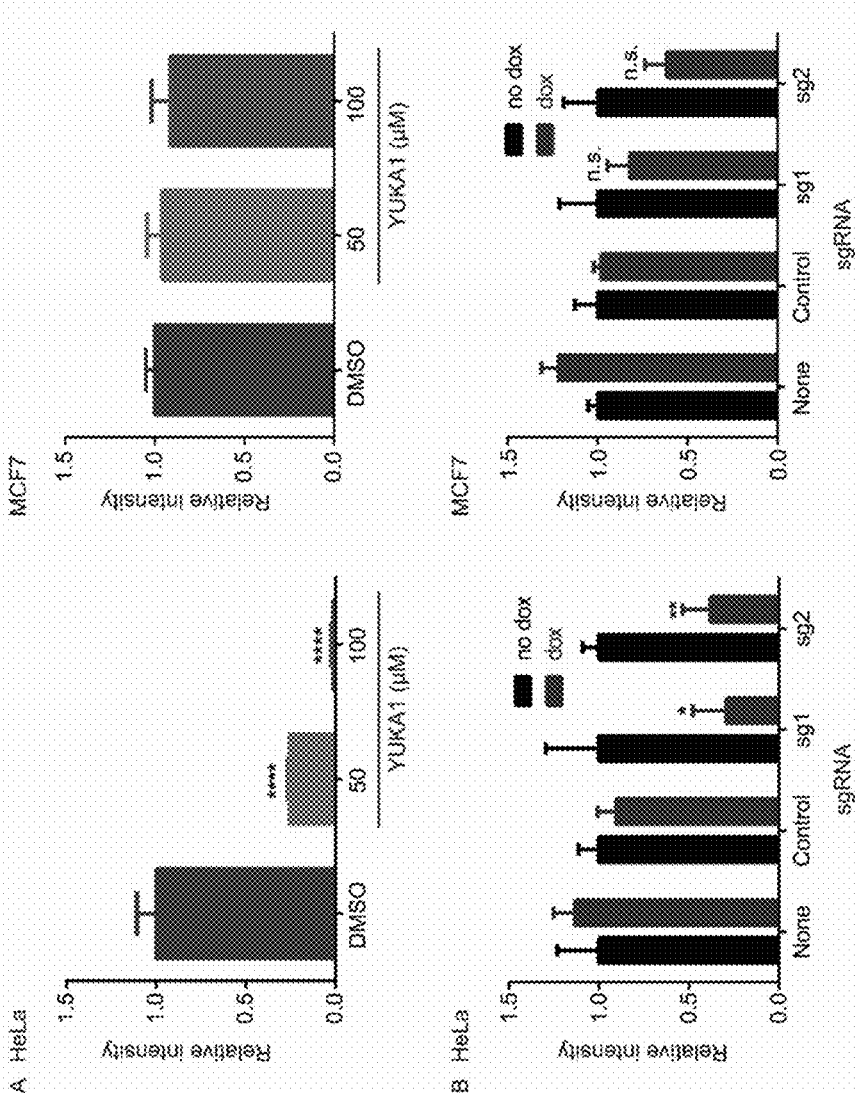 A HeLa
Relative intensity
1.5
1.0
0.5
0.0
****
****
DMSO
50
100
YUKA1 (µM)
MCF7
Relative intensity
1.5
1.0
0.5
0.0
DMSO
50
100
YUKA1 (µM)
B HeLa
no dox
dox
Relative intensity
1.5
1.0
0.5
0.0
*
**
None
Control
sg1
sg2
sgRNA
MCF7
no dox
dox
Relative intensity
1.5
1.0
0.5
0.0
n.s.
n.s.
None
Control
sg1
sg2
sgRNA